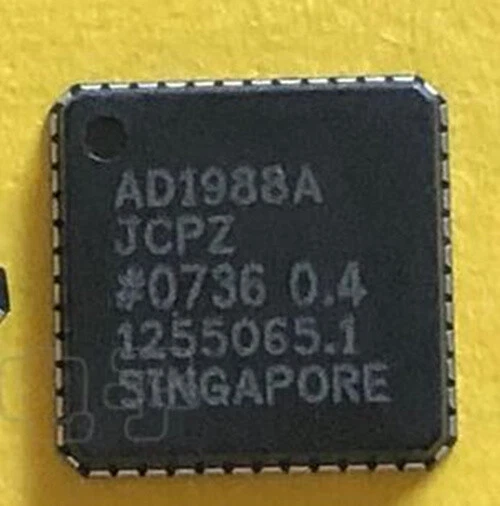 AD1988A
JCPZ
#0736 0.4
1255065.1
SINGAPORE